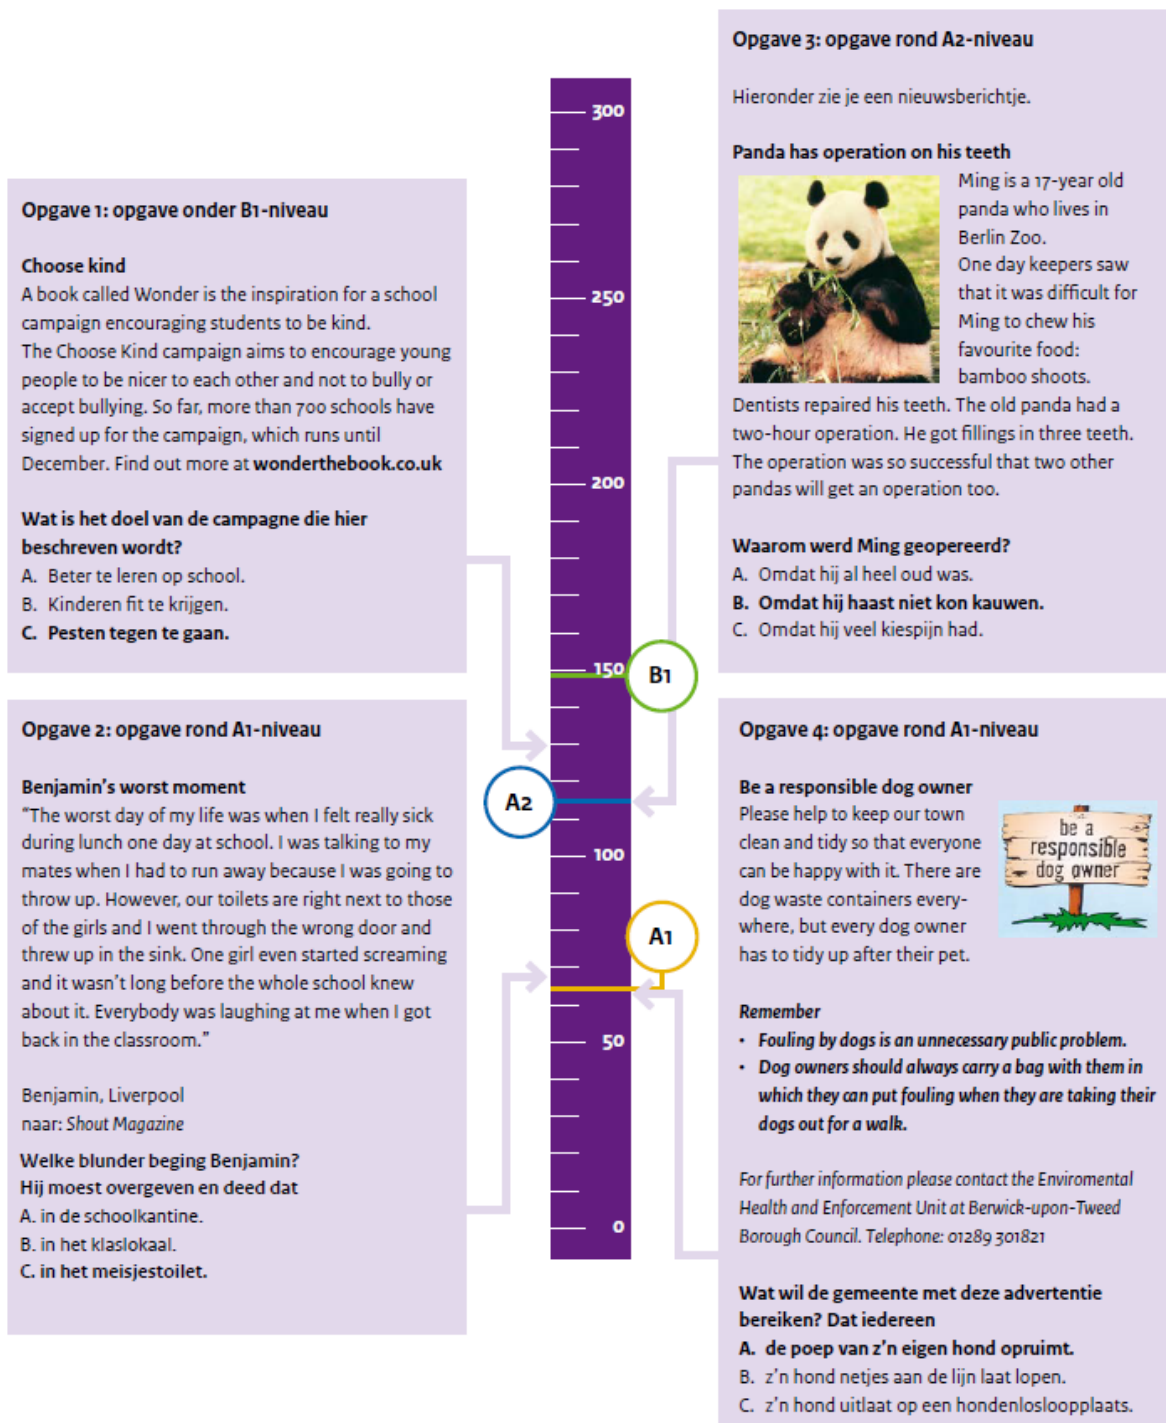 Opgave 1: opgave onder B1-niveau
Choose kind
A book called Wonder is the inspiration for a school
campaign encouraging students to be kind.
The Choose Kind campaign aims to encourage young
people to be nicer to each other and not to bully or
accept bullying. So far, more than 700 schools have
signed up for the campaign, which runs until
December. Find out more at wonderthebook.co.uk
Wat is het doel van de campagne die hier
beschreven wordt?
A. Beter te leren op school.
B. Kinderen fit te krijgen.
C. Pesten tegen te gaan.
Opgave 2: opgave rond A1-niveau
Benjamin's worst moment
"The worst day of my life was when I felt really sick
during lunch one day at school. I was talking to my
mates when I had to run away because I was going to
throw up. However, our toilets are right next to those
of the girls and I went through the wrong door and
threw up in the sink. One girl even started screaming
and it wasn't long before the whole school knew
about it. Everybody was laughing at me when I got
back in the classroom."
Benjamin, Liverpool
naar: Shout Magazine
Welke blunder beging Benjamin?
Hij moest overgeven en deed dat
A. in de schoolkantine.
B. in het klaslokaal.
C. in het meisjestoilet.
300
250
200
150
B1
A2
100
A1
50
0
Opgave 3: opgave rond A2-niveau
Hieronder zie je een nieuwsberichtje.
Panda has operation on his teeth
Ming is a 17-year old
panda who lives in
Berlin Zoo.
One day keepers saw
that it was difficult for
Ming to chew his
favourite food:
bamboo shoots.
Dentists repaired his teeth. The old panda had a
two-hour operation. He got fillings in three teeth.
The operation was so successful that two other
pandas will get an operation too.
Waarom werd Ming geopereerd?
A. Omdat hij al heel oud was.
B. Omdat hij haast niet kon kauwen.
C. Omdat hij veel kiespijn had.
Opgave 4: opgave rond A1-niveau
Be a responsible dog owner
Please help to keep our town
clean and tidy so that everyone
can be happy with it. There are
dog waste containers every-
where, but every dog owner
has to tidy up after their pet.
be a
responsible
dog owner
Remember
• Fouling by dogs is an unnecessary public problem.
• Dog owners should always carry a bag with them in
which they can put fouling when they are taking their
dogs out for a walk.
For further information please contact the Enviromental
Health and Enforcement Unit at Berwick-upon-Tweed
Borough Council. Telephone: 01289 301821
Wat wil de gemeente met deze advertentie
bereiken? Dat iedereen
A. de poep van z'n eigen hond opruimt.
B. z'n hond netjes aan de lijn laat lopen.
C. z'n hond uitlaat op een hondenlosloopplaats.